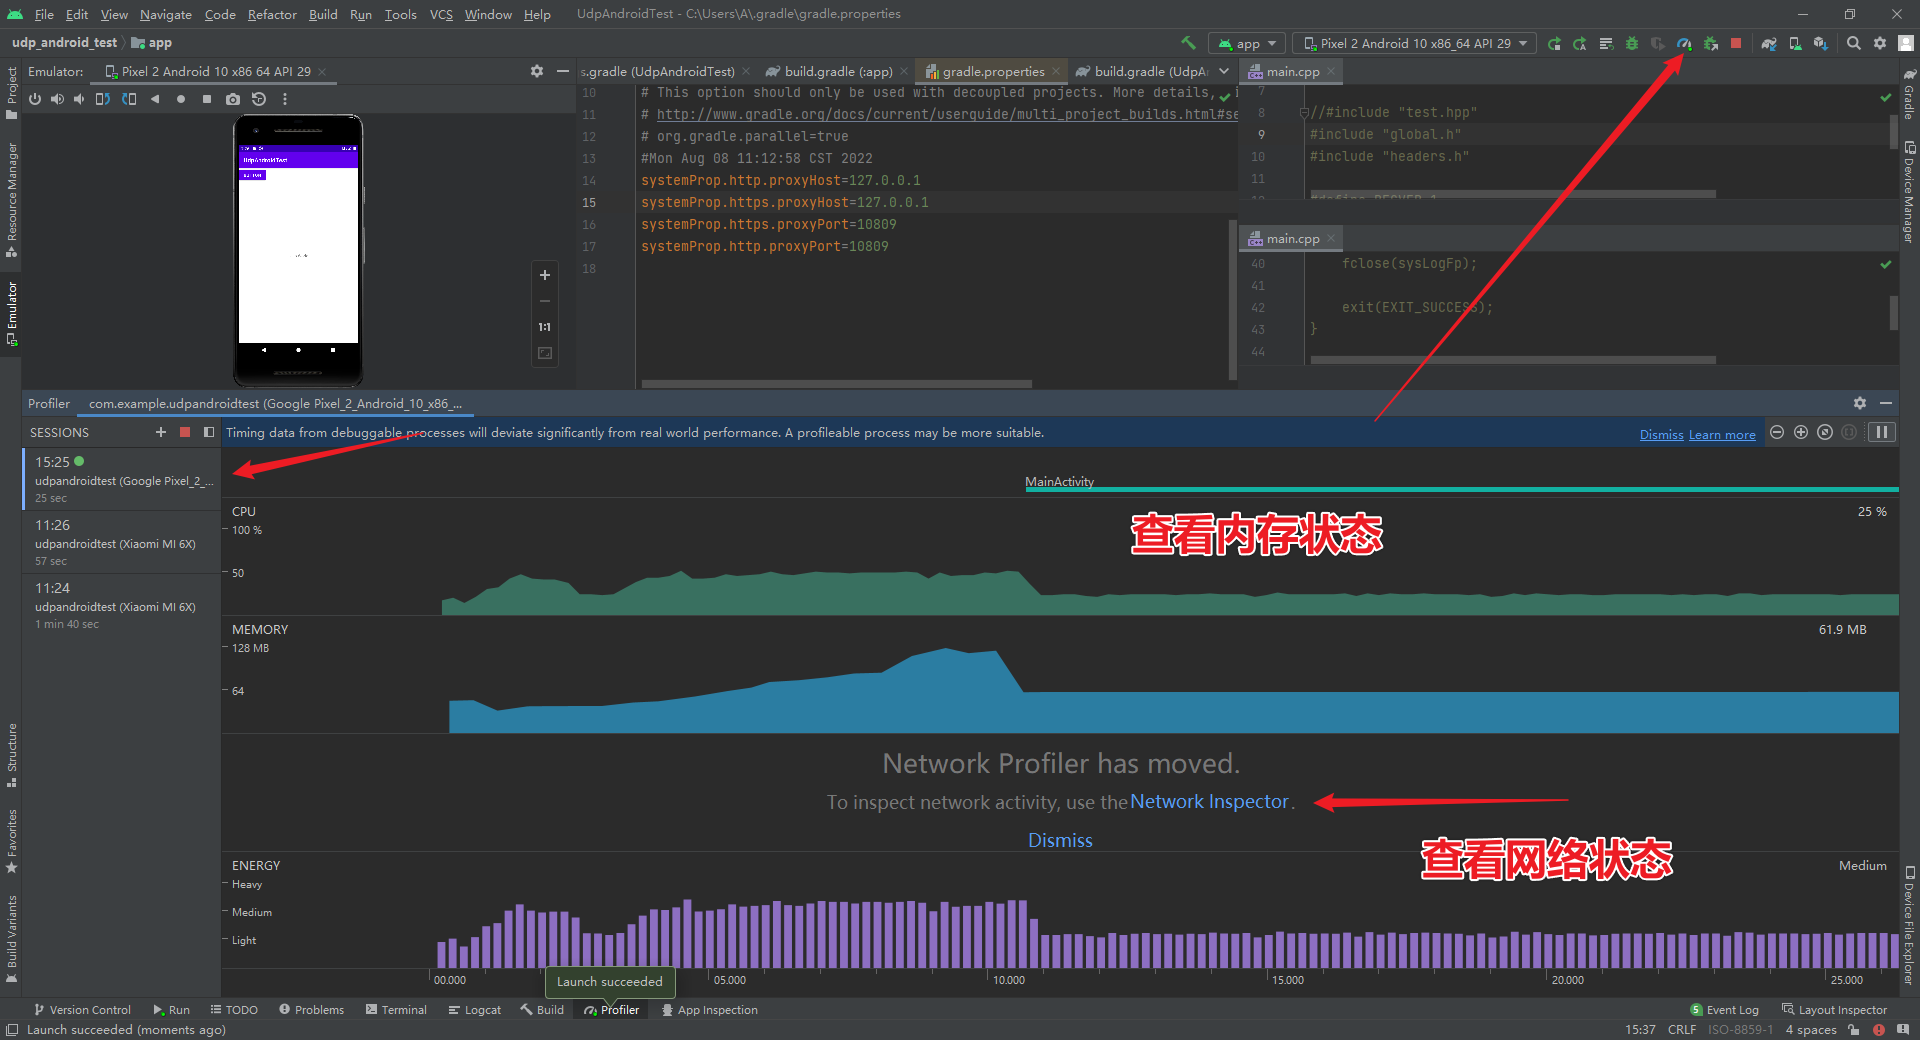 File Edit View Navigate Code Refactor Build Run Tools VCS Window Help UdpAndroidTest - C:\Users\A\.gradle\gradle.properties
udp_android_test app
app Pixel 2 Android 10 x86_64 API 29
Emulator: Pixel 2 Android 10 x86 64 API 29
s.gradle (UdpAndroidTest) build.gradle (:app) gradle.properties build.gradle (UdpA
main.cpp
Project
Resource Manager
Emulator
Structure
Favorites
Build Variants
UdpAndroidTest
BUTTON
1:1
10 # This option should only be used with decoupled projects. More details, i
11 # http://www.gradle.org/docs/current/userguide/multi_project_builds.html#se
12 # org.gradle.parallel=true
13 #Mon Aug 08 11:12:58 CST 2022
14 systemProp.http.proxyHost=127.0.0.1
15 systemProp.https.proxyHost=127.0.0.1
16 systemProp.https.proxyPort=10809
17 systemProp.http.proxyPort=10809
18
7
8 //#include "test.hpp"
9 #include "global.h"
10 #include "headers.h"
11
main.cpp
40 fclose(sysLogFp);
41
42 exit(EXIT_SUCCESS);
43 }
44
Gradle
Device Manager
Device File Explorer
Profiler com.example.udpandroidtest (Google Pixel_2_Android_10_x86_...
SESSIONS
Timing data from debuggable processes will deviate significantly from real world performance. A profileable process may be more suitable.
Dismiss Learn more
15:25
udpandroidtest (Google Pixel_2_...
25 sec
11:26
udpandroidtest (Xiaomi MI 6X)
57 sec
11:24
udpandroidtest (Xiaomi MI 6X)
1 min 40 sec
MainActivity
CPU
100 %
50
25 %
查看内存状态
MEMORY
128 MB
64
61.9 MB
Network Profiler has moved.
To inspect network activity, use the Network Inspector.
Dismiss
查看网络状态
ENERGY
Heavy
Medium
Light
Medium
00.000 05.000 10.000 15.000 20.000 25.000
Launch succeeded
Version Control Run TODO Problems Terminal Logcat Build Profiler App Inspection
5 Event Log Layout Inspector
Launch succeeded (moments ago)
15:37 CRLF ISO-8859-1 4 spaces